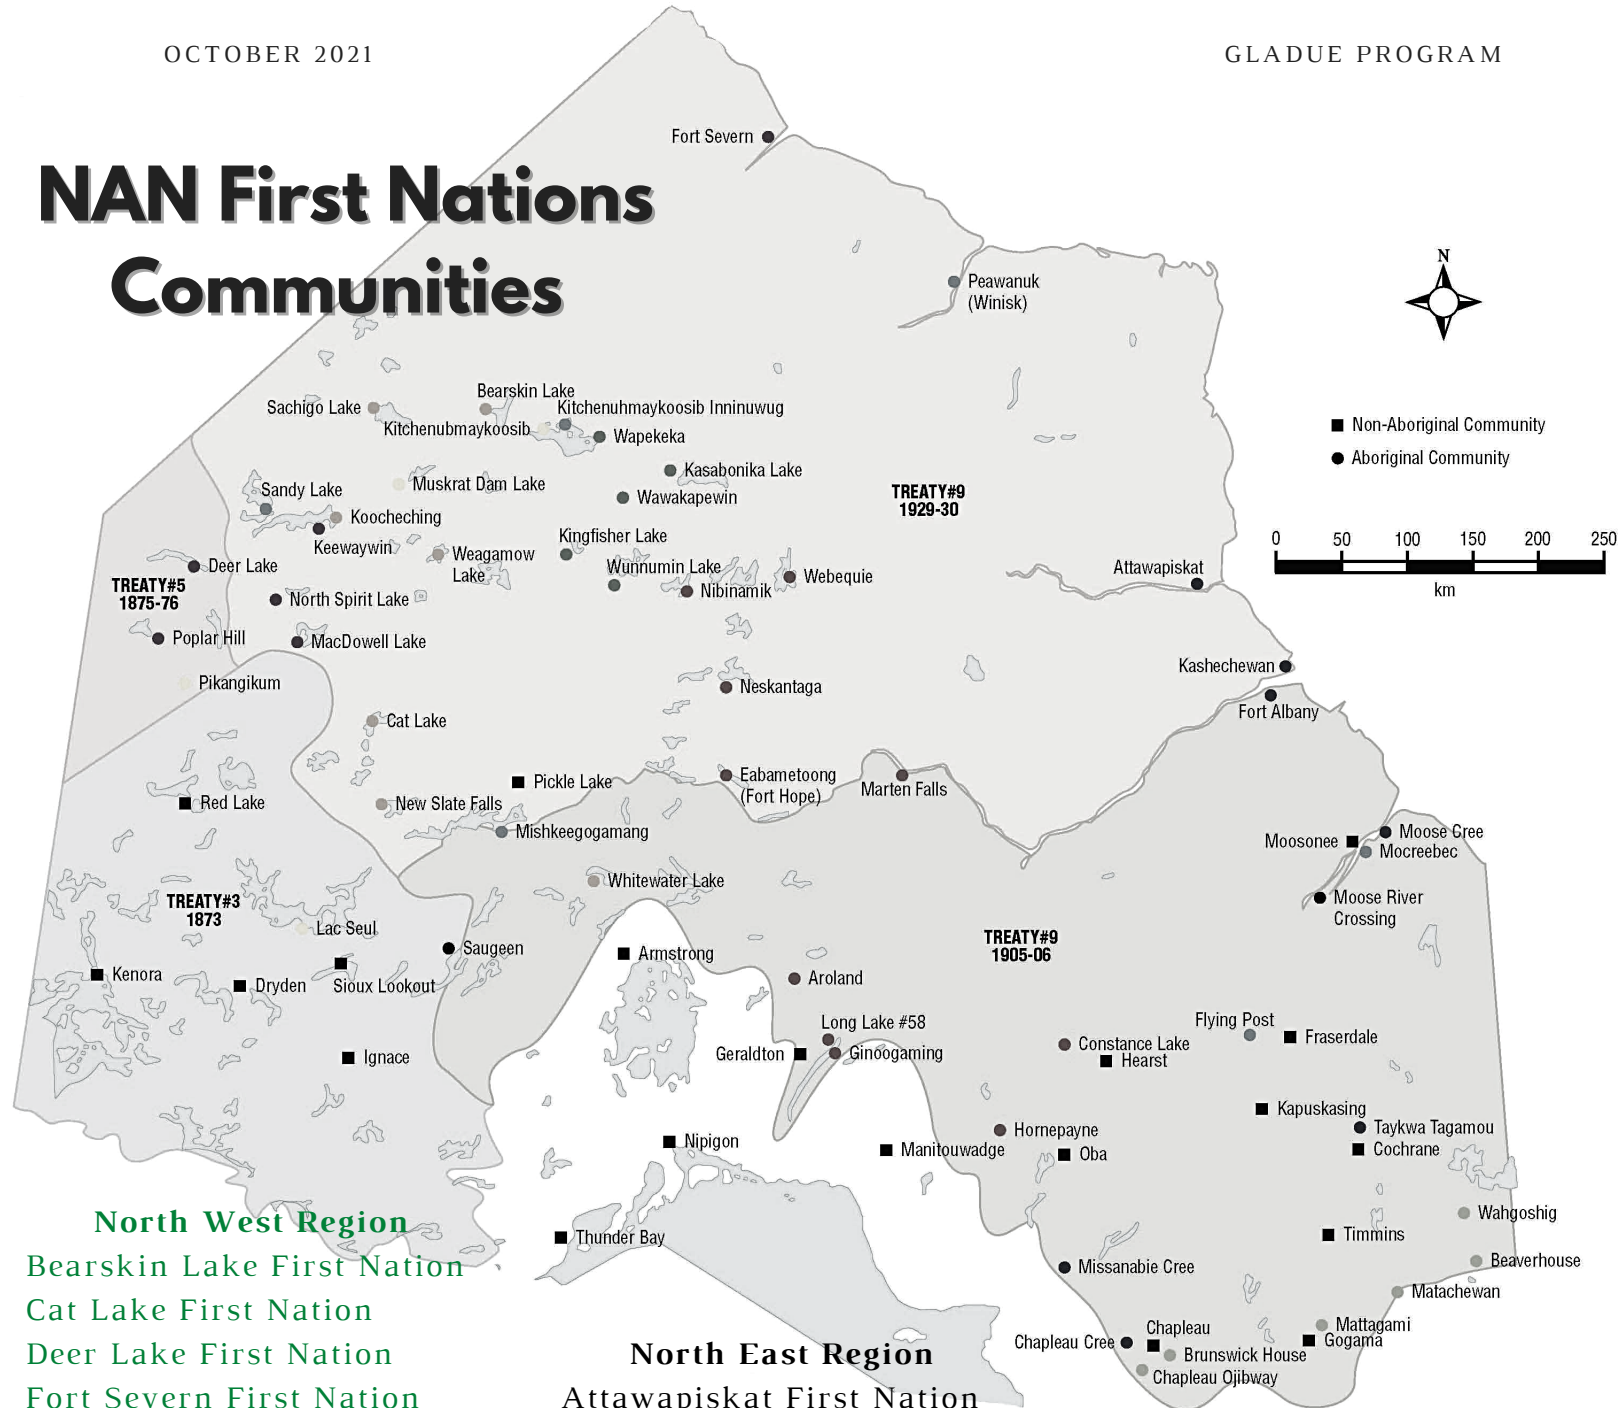 OCTOBER 2021
GLADUE PROGRAM
NAN First Nations
Communities
Fort Severn
N
Peawanuk
(Winisk)
Non-Aboriginal Community
Aboriginal Community
0 50 100 150 200 250
km
Bearskin Lake
Sachigo Lake
Kitchenuhmaykoosib Inninuwug
Kitchenubmaykoosib
Wapekeka
Kasabonika Lake
Muskrat Dam Lake
Sandy Lake
Wawakapewin
TREATY#9
1929-30
Koocheching
Keewaywin
Kingfisher Lake
Weagamow
Lake
Wunnumin Lake
Deer Lake
Attawapiskat
Webequie
TREATY#5
1875-76
Nibinamik
North Spirit Lake
Poplar Hill
MacDowell Lake
Kashechewan
Pikangikum
Neskantaga
Fort Albany
Cat Lake
Pickle Lake
Eabametoong
(Fort Hope)
Marten Falls
Red Lake
New Slate Falls
Mishkeegogamang
Moose Cree
Moosonee
Mocreebec
Whitewater Lake
Moose River
Crossing
TREATY#3
1873
Lac Seul
Saugeen
TREATY#9
1905-06
Armstrong
Kenora
Dryden
Sioux Lookout
Aroland
Long Lake #58
Flying Post
Fraserdale
Constance Lake
Geraldton
Ginoogaming
Hearst
Ignace
Kapuskasing
Taykwa Tagamou
Hornepayne
Nipigon
Manitouwadge
Oba
Cochrane
Wahgoshig
Timmins
Thunder Bay
Beaverhouse
Missanabie Cree
Matachewan
Mattagami
Chapleau
Gogama
Chapleau Cree
Brunswick House
Chapleau Ojibway
North West Region
Bearskin Lake First Nation
Cat Lake First Nation
Deer Lake First Nation
Fort Severn First Nation
North East Region
Attawapiskat First Nation